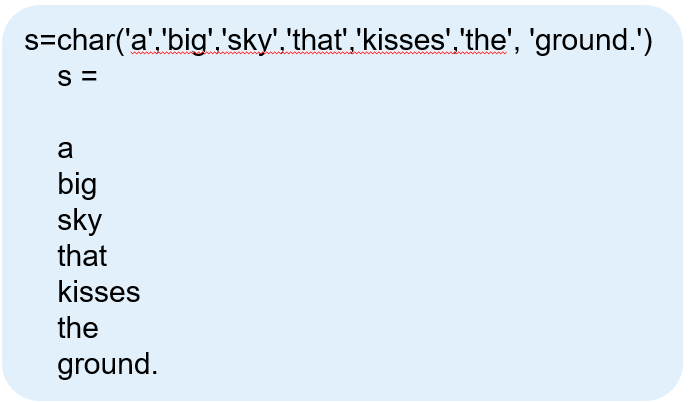 s=char('a','big','sky','that','kisses','the', 'ground.')
s =
a
big
sky
that
kisses
the
ground.